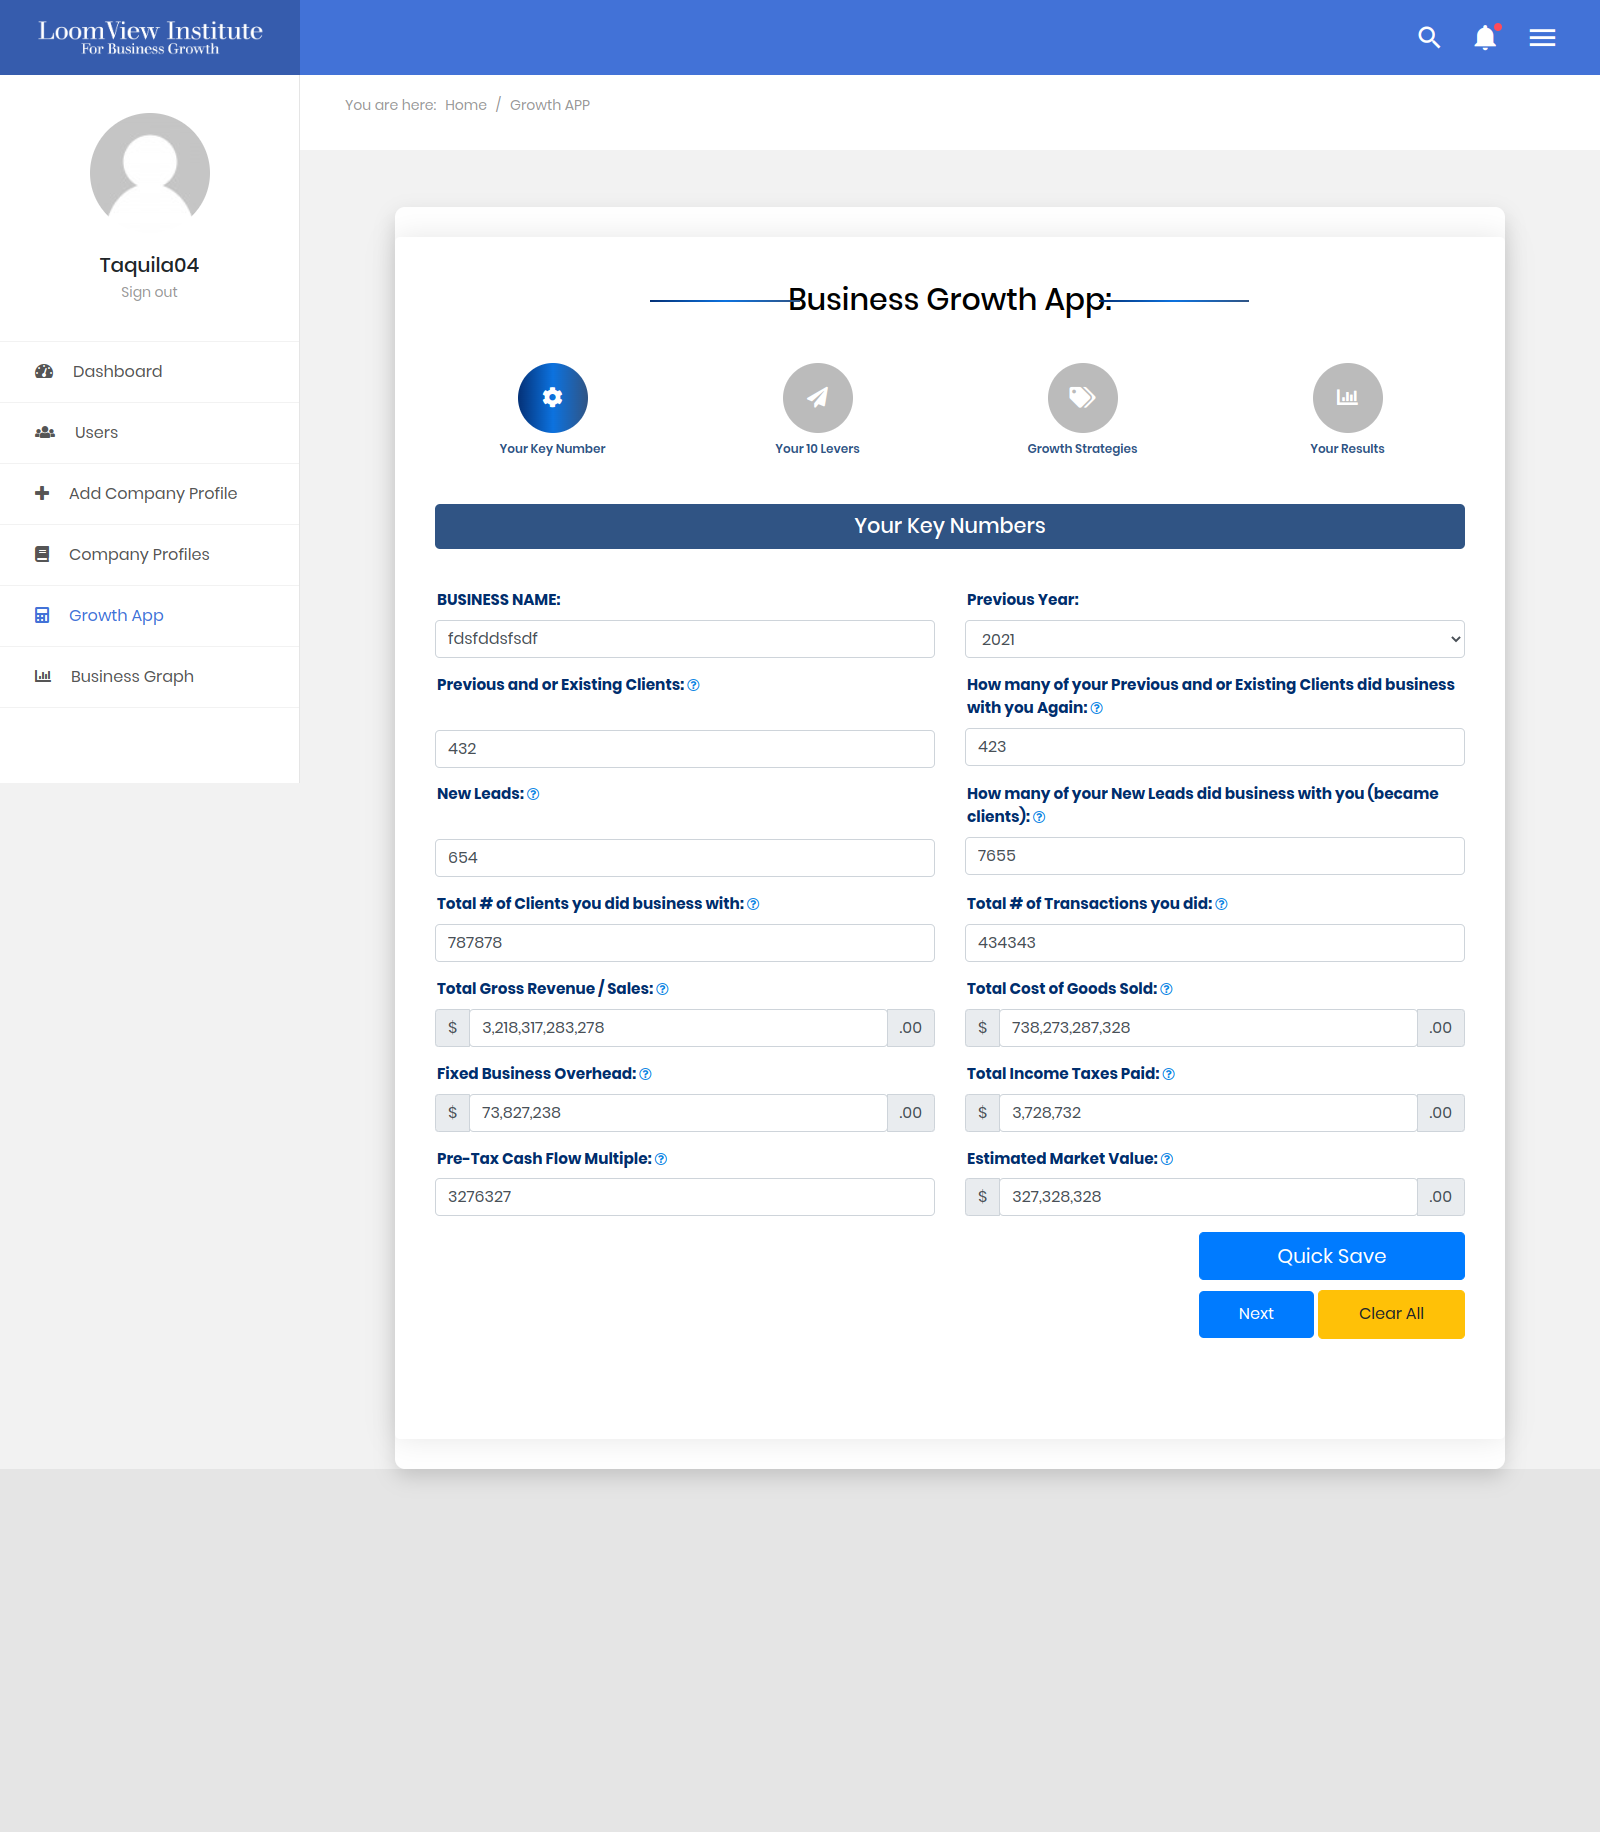 LoomView Institute
For Business Growth
You are here: Home / Growth APP
Taquila04
Sign out
Dashboard
Users
Add Company Profile
Company Profiles
Growth App
Business Graph
Business Growth App:
Your Key Number
Your 10 Levers
Growth Strategies
Your Results
Your Key Numbers
BUSINESS NAME:
fdsfddsfsdf
Previous Year:
2021
Previous and or Existing Clients:
432
How many of your Previous and or Existing Clients did business
with you Again:
423
New Leads:
654
How many of your New Leads did business with you (became
clients):
7655
Total # of Clients you did business with:
787878
Total # of Transactions you did:
434343
Total Gross Revenue / Sales:
$ 3,218,317,283,278 .00
Total Cost of Goods Sold:
$ 738,273,287,328 .00
Fixed Business Overhead:
$ 73,827,238 .00
Total Income Taxes Paid:
$ 3,728,732 .00
Pre-Tax Cash Flow Multiple:
3276327
Estimated Market Value:
$ 327,328,328 .00
Quick Save
Next
Clear All